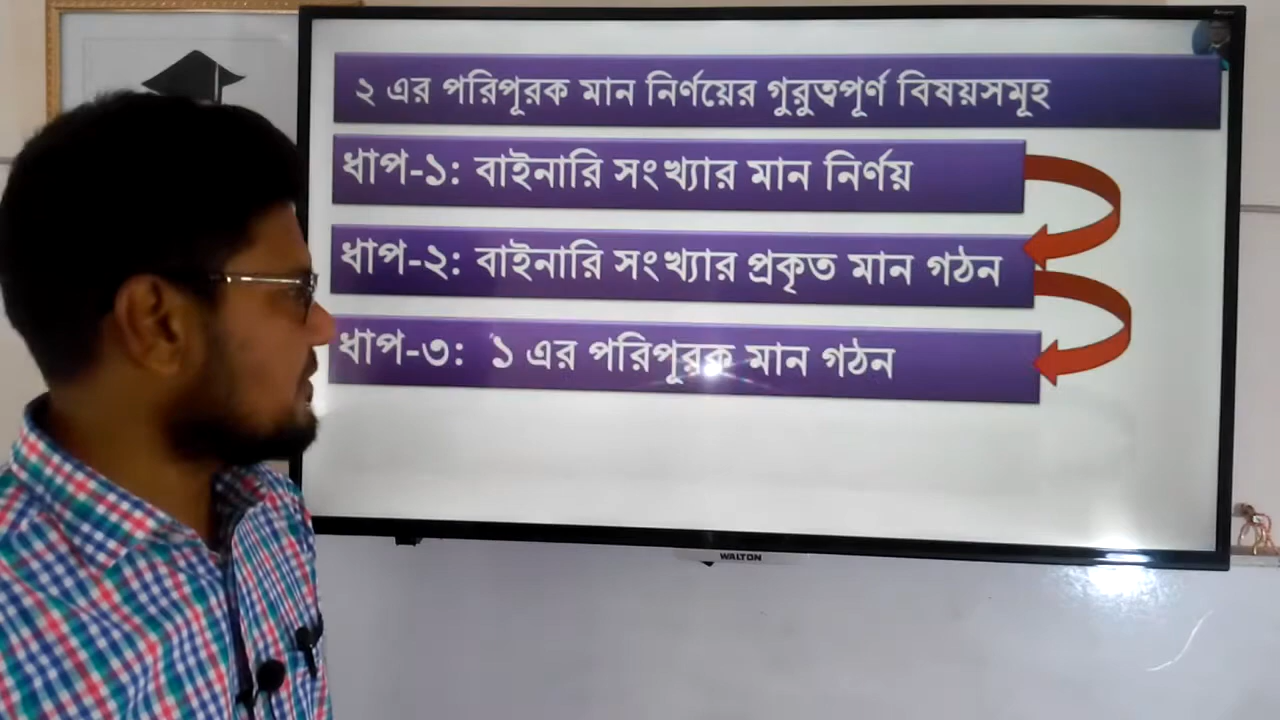 ২ এর পরিপূরক মান নির্ণয়ের গুরুত্বপূর্ণ বিষয়সমূহ
ধাপ-১: বাইনারি সংখ্যার মান নির্ণয়
ধাপ-২: বাইনারি সংখ্যার প্রকৃত মান গঠন
ধাপ-৩: ১ এর পরিপূরক মান গঠন
WALTON